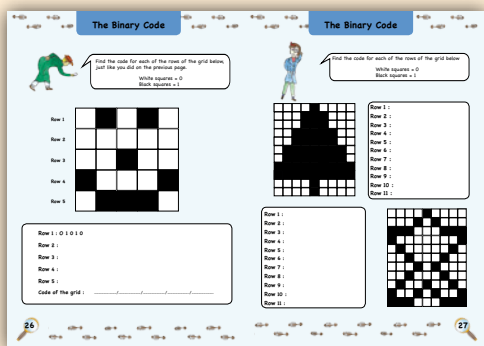 The Binary Code
Find the code for each of the rows of the grid below,
just like you did on the previous page.
White squares = 0
Black squares = 1
Row 1
Row 2
Row 3
Row 4
Row 5
Row 1 : 0 1 0 1 0
Row 2 :
Row 3 :
Row 4 :
Row 5 :
Code of the grid : ............/............/............/............/............
26
The Binary Code
Find the code for each of the rows of the grid below
White squares = 0
Black squares = 1
Row 1 :
Row 2 :
Row 3 :
Row 4 :
Row 5 :
Row 6 :
Row 7 :
Row 8 :
Row 9 :
Row 10 :
Row 11 :
Row 1 :
Row 2 :
Row 3 :
Row 4 :
Row 5 :
Row 6 :
Row 7 :
Row 8 :
Row 9 :
Row 10 :
Row 11 :
27